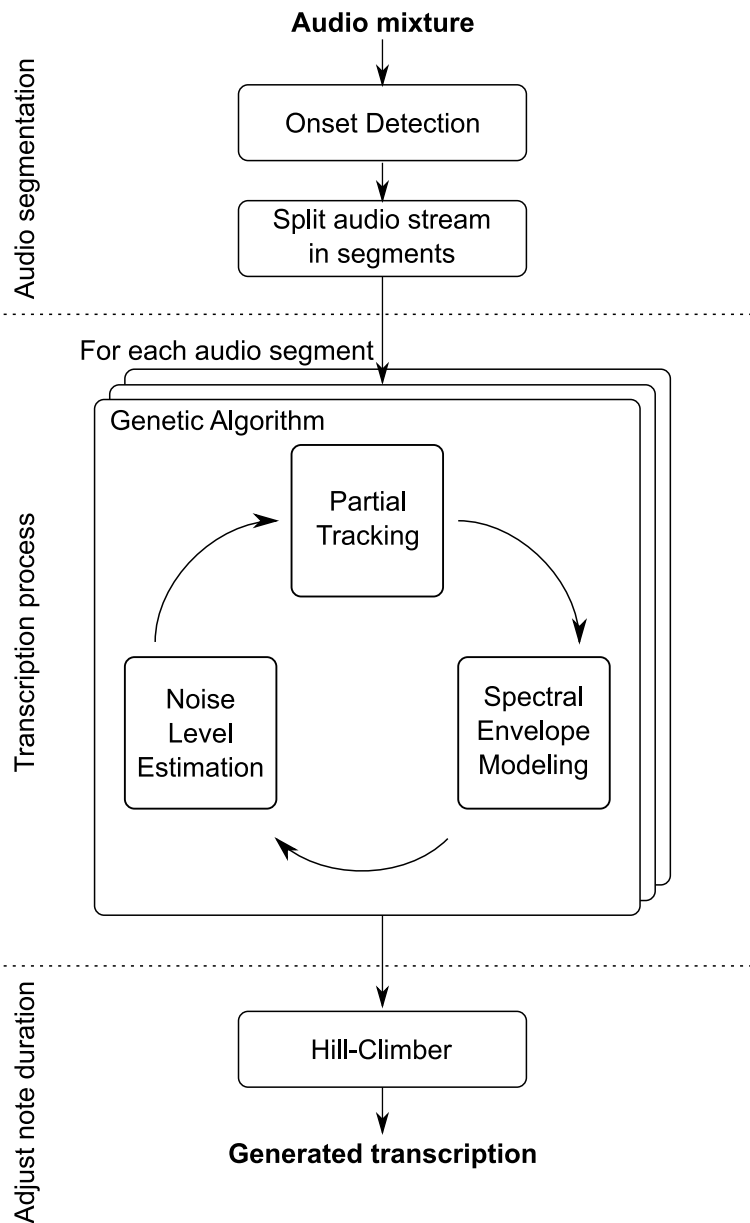 Audio mixture
Audio segmentation
Onset Detection
Split audio stream
in segments
For each audio segment
Transcription process
Genetic Algorithm
Partial
Tracking
Noise
Level
Estimation
Spectral
Envelope
Modeling
Adjust note duration
Hill-Climber
Generated transcription